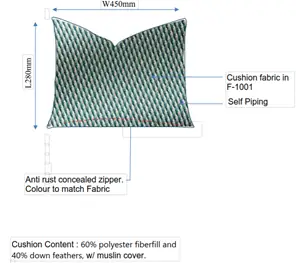 W450mm
L280mm
Cushion fabric in
F-1001
Self Piping
Anti rust concealed zipper.
Colour to match Fabric
Cushion Content : 60% polyester fiberfill and
40% down feathers, w/ muslin cover.